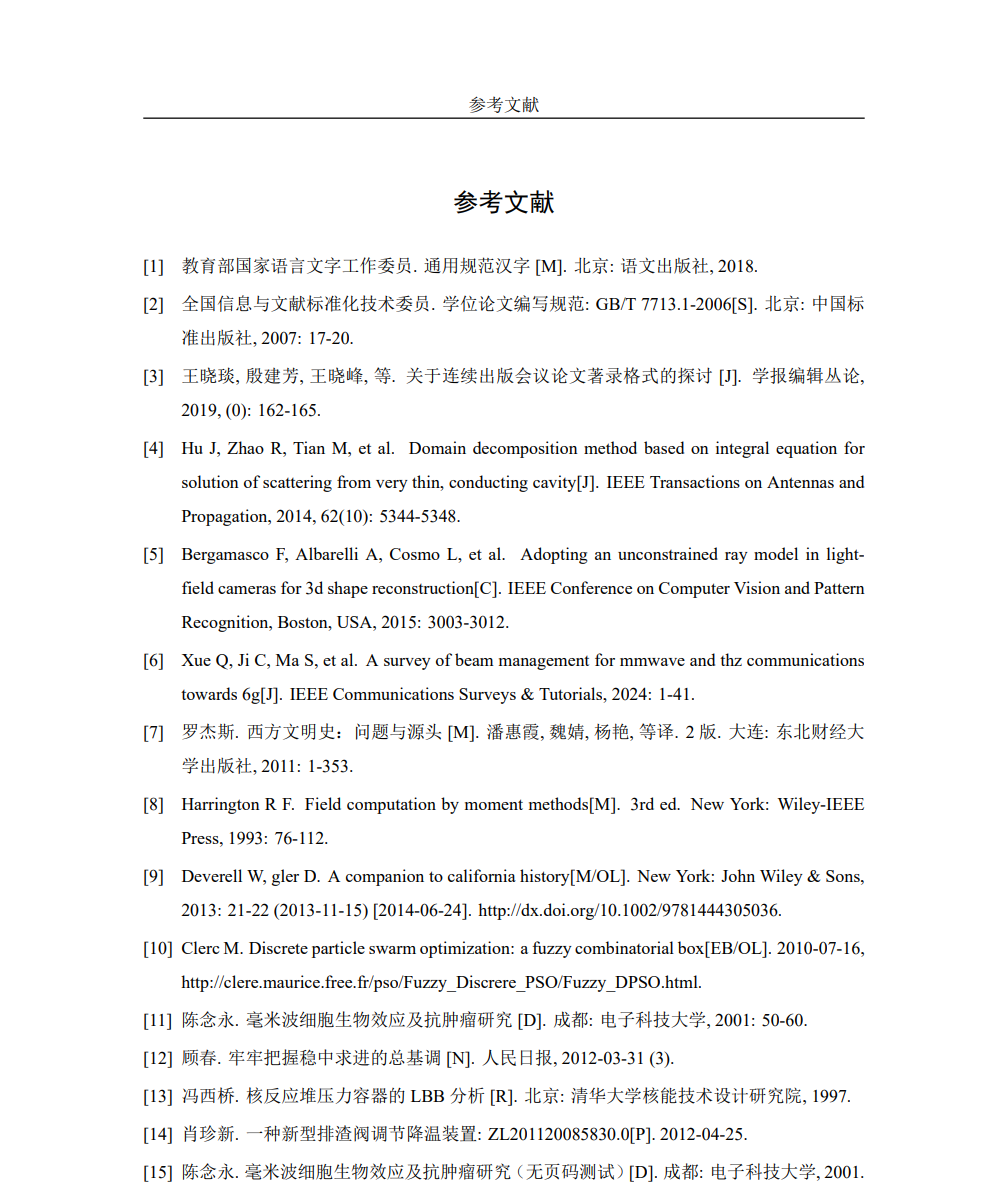 参考文献
参考文献
[1] 教育部国家语言文字工作委员. 通用规范汉字 [M]. 北京: 语文出版社, 2018.
[2] 全国信息与文献标准化技术委员. 学位论文编写规范: GB/T 7713.1-2006[S]. 北京: 中国标
准出版社, 2007: 17-20.
[3] 王晓琰, 殷建芳, 王晓峰, 等. 关于连续出版会议论文著录格式的探讨 [J]. 学报编辑丛论,
2019, (0): 162-165.
[4] Hu J, Zhao R, Tian M, et al. Domain decomposition method based on integral equation for
solution of scattering from very thin, conducting cavity[J]. IEEE Transactions on Antennas and
Propagation, 2014, 62(10): 5344-5348.
[5] Bergamasco F, Albarelli A, Cosmo L, et al. Adopting an unconstrained ray model in light-
field cameras for 3d shape reconstruction[C]. IEEE Conference on Computer Vision and Pattern
Recognition, Boston, USA, 2015: 3003-3012.
[6] Xue Q, Ji C, Ma S, et al. A survey of beam management for mmwave and thz communications
towards 6g[J]. IEEE Communications Surveys & Tutorials, 2024: 1-41.
[7] 罗杰斯. 西方文明史：问题与源头 [M]. 潘惠霞, 魏婧, 杨艳, 等译. 2 版. 大连: 东北财经大
学出版社, 2011: 1-353.
[8] Harrington R F. Field computation by moment methods[M]. 3rd ed. New York: Wiley-IEEE
Press, 1993: 76-112.
[9] Deverell W, gler D. A companion to california history[M/OL]. New York: John Wiley & Sons,
2013: 21-22 (2013-11-15) [2014-06-24]. http://dx.doi.org/10.1002/9781444305036.
[10] Clerc M. Discrete particle swarm optimization: a fuzzy combinatorial box[EB/OL]. 2010-07-16,
http://clere.maurice.free.fr/pso/Fuzzy_Discrere_PSO/Fuzzy_DPSO.html.
[11] 陈念永. 毫米波细胞生物效应及抗肿瘤研究 [D]. 成都: 电子科技大学, 2001: 50-60.
[12] 顾春. 牢牢把握稳中求进的总基调 [N]. 人民日报, 2012-03-31 (3).
[13] 冯西桥. 核反应堆压力容器的 LBB 分析 [R]. 北京: 清华大学核能技术设计研究院, 1997.
[14] 肖珍新. 一种新型排渣阀调节降温装置: ZL201120085830.0[P]. 2012-04-25.
[15] 陈念永. 毫米波细胞生物效应及抗肿瘤研究（无页码测试）[D]. 成都: 电子科技大学, 2001.